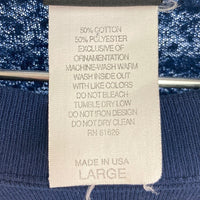 50% COTTON
50% POLYESTER
EXCLUSIVE OF
ORNAMENTATION
MACHINE WASH WARM
WASH INSIDE OUT
WITH LIKE COLORS
DO NOT BLEACH
TUMBLE DRY LOW
DO NOT IRON DESIGN
DO NOT DRY CLEAN
RN 61626
MADE IN USA
LARGE